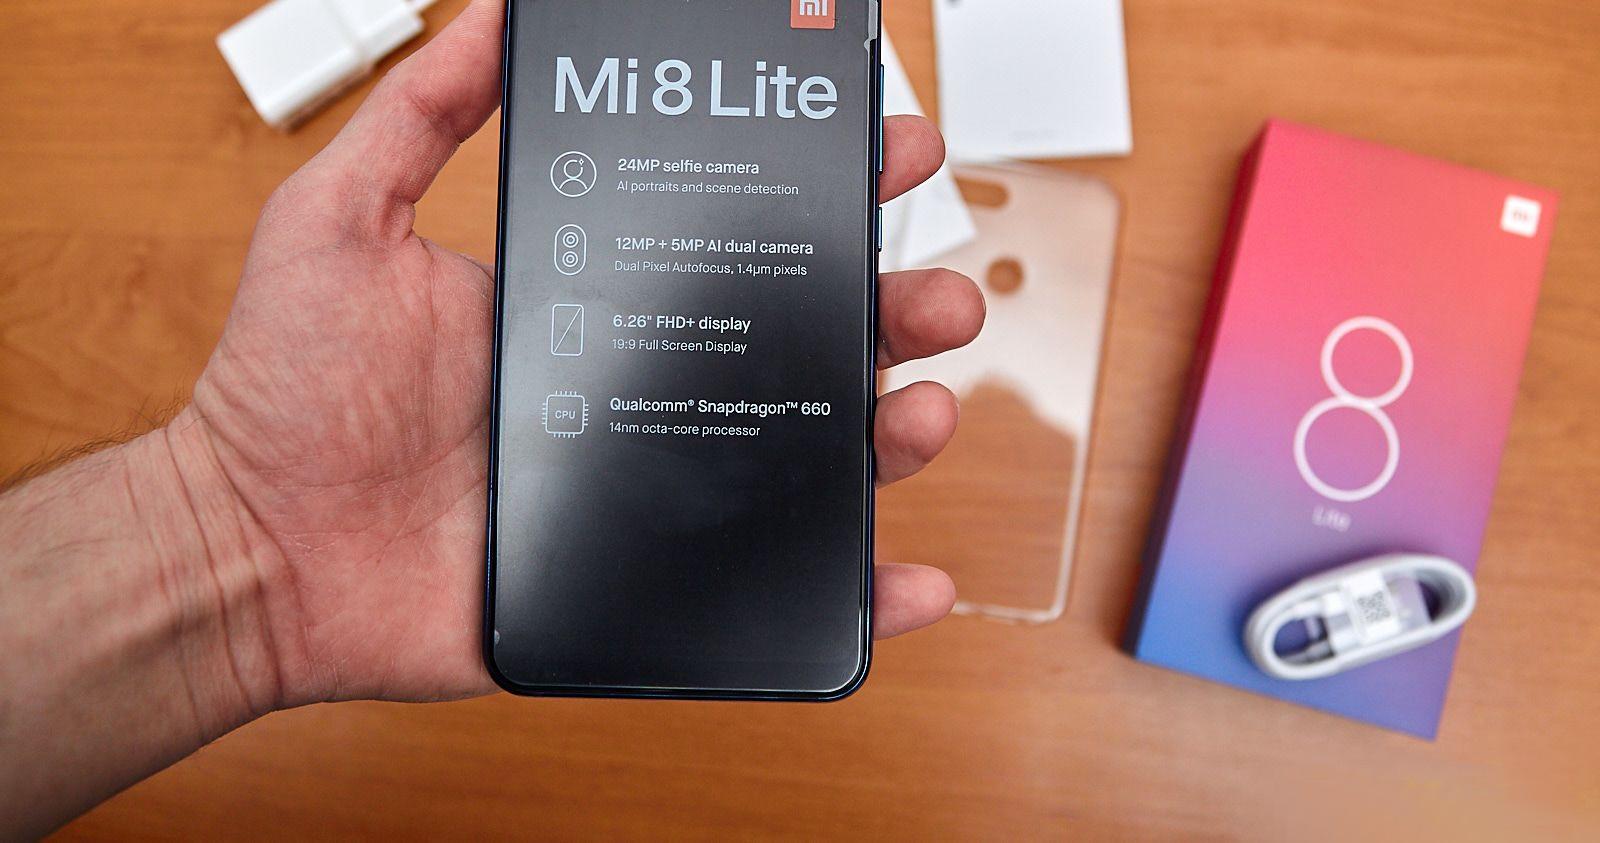 mi
Mi 8 Lite
24MP selfie camera
AI portraits and scene detection
12MP + 5MP AI dual camera
Dual Pixel Autofocus, 1.4μm pixels
6.26" FHD+ display
19:9 Full Screen Display
CPU
Qualcomm® Snapdragon™ 660
14nm octa-core processor
mi
8
Lite